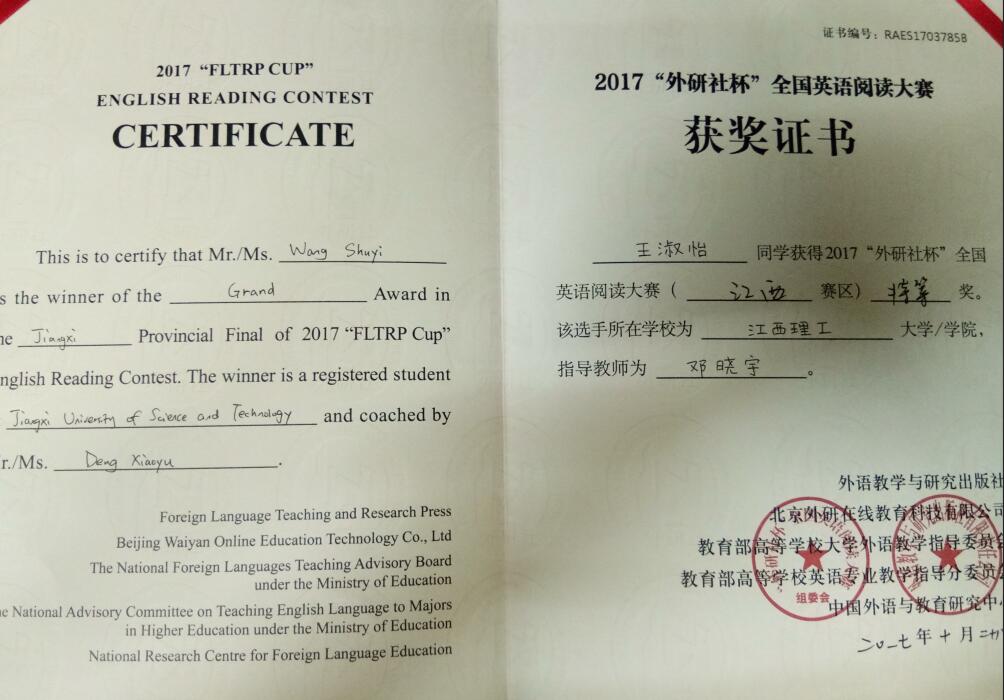 2017 “FLTRP CUP”
ENGLISH READING CONTEST
CERTIFICATE
This is to certify that Mr./Ms. Wang Shuyi
s the winner of the Grand Award in
ne Jiangxi Provincial Final of 2017 “FLTRP Cup”
nglish Reading Contest. The winner is a registered student
Jiangxi University of Science and Technology and coached by
r./Ms. Deng Xiaoyu.
Foreign Language Teaching and Research Press
Beijing Waiyan Online Education Technology Co., Ltd
The National Foreign Languages Teaching Advisory Board
under the Ministry of Education
he National Advisory Committee on Teaching English Language to Majors
in Higher Education under the Ministry of Education
National Research Centre for Foreign Language Education
证书编号：RAES17037858
2017“外研社杯”全国英语阅读大赛
获奖证书
王淑怡 同学获得2017“外研社杯”全国
英语阅读大赛（ 江西 赛区）特等 奖。
该选手所在学校为 江西理工 大学/学院，
指导教师为 邓晓宇 。
外语教学与研究出版社
北京外研在线教育科技有限公司
教育部高等学校大学外语教学指导委员会
教育部高等学校英语专业教学指导分委员会
中国外语与教育研究中心
二〇一七年十月
组委会